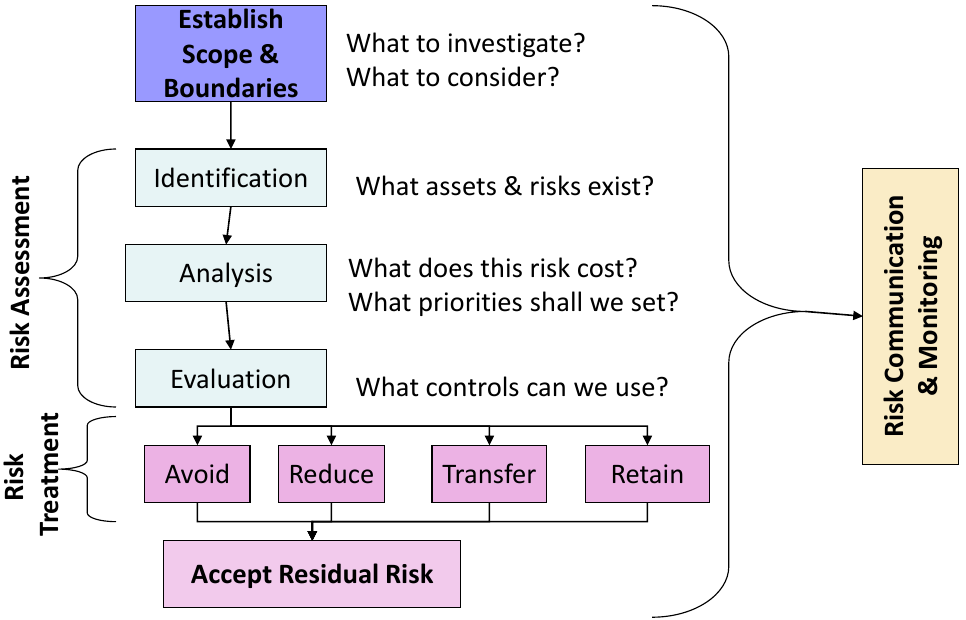 Establish
Scope &
Boundaries
What to investigate?
What to consider?
Risk Assessment
Identification
What assets & risks exist?
Analysis
What does this risk cost?
What priorities shall we set?
Evaluation
What controls can we use?
Risk
Treatment
Avoid
Reduce
Transfer
Retain
Accept Residual Risk
Risk Communication
& Monitoring